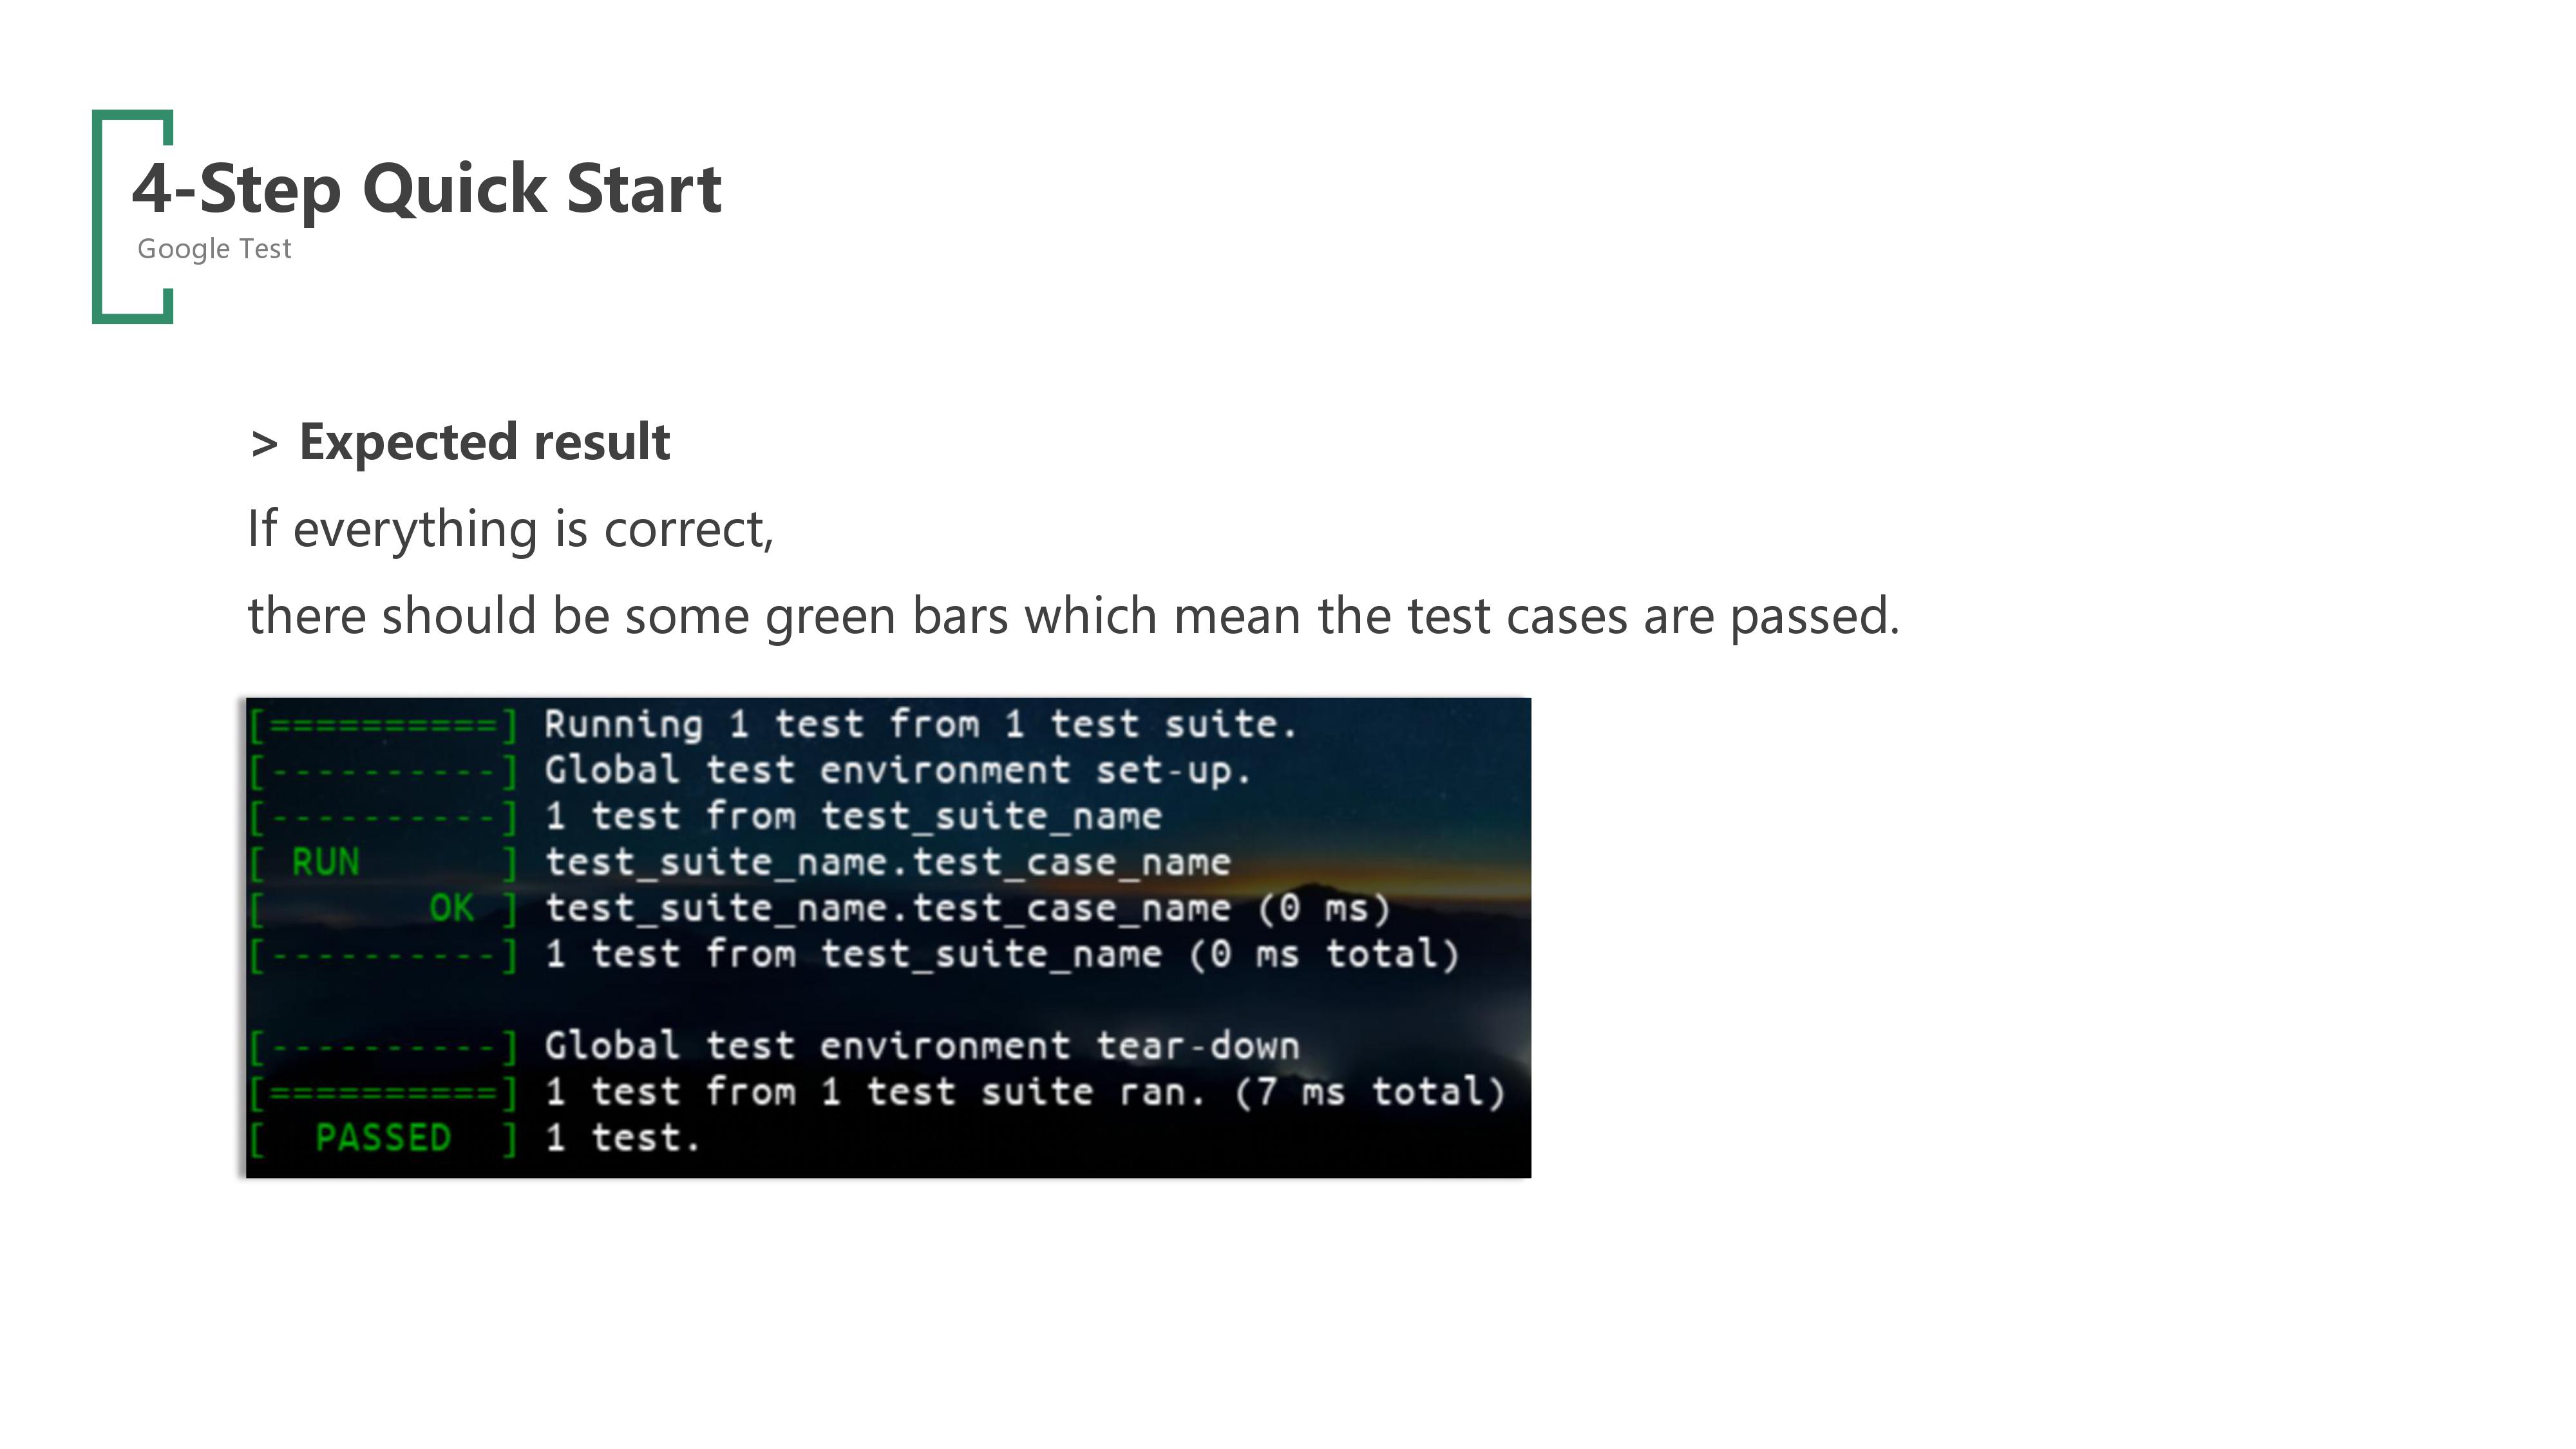 4-Step Quick Start
Google Test
> Expected result
If everything is correct,
there should be some green bars which mean the test cases are passed.
[==========] Running 1 test from 1 test suite.
[----------] Global test environment set-up.
[----------] 1 test from test_suite_name
[ RUN      ] test_suite_name.test_case_name
[       OK ] test_suite_name.test_case_name (0 ms)
[----------] 1 test from test_suite_name (0 ms total)
[----------] Global test environment tear-down
[==========] 1 test from 1 test suite ran. (7 ms total)
[  PASSED  ] 1 test.